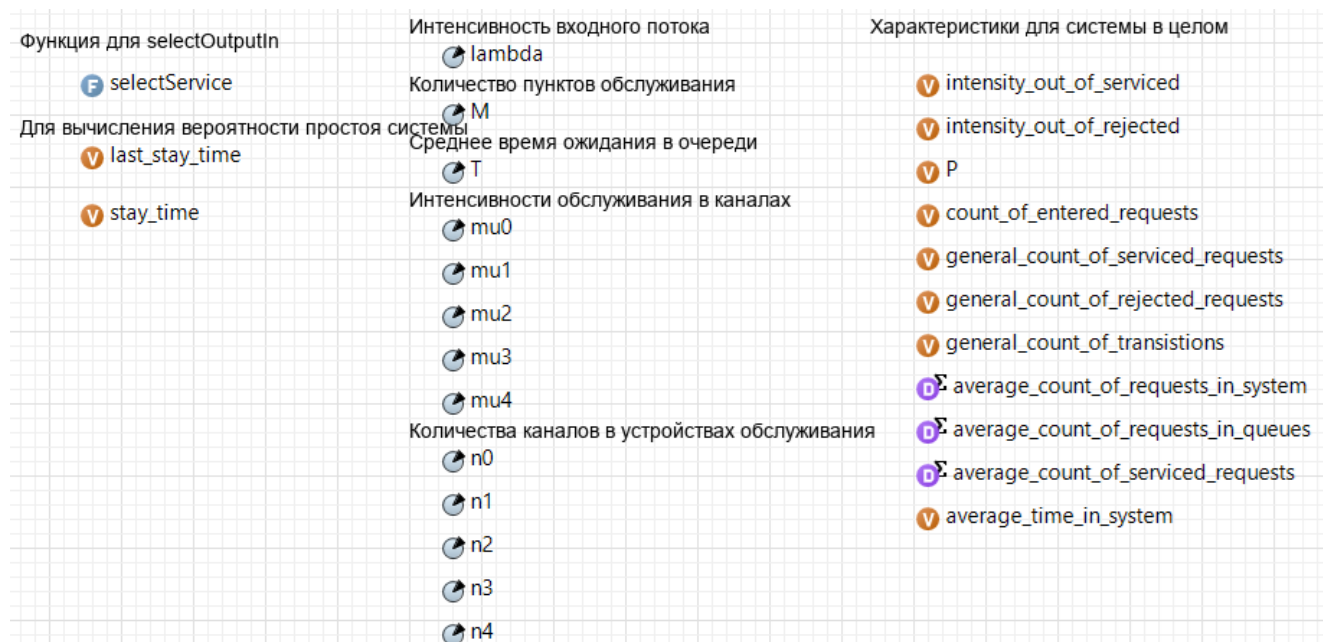 Функция для selectOutputIn
F selectService
Для вычисления вероятности простоя системы
V last_stay_time
V stay_time
Интенсивность входного потока
lambda
Количество пунктов обслуживания
M
Среднее время ожидания в очереди
T
Интенсивности обслуживания в каналах
mu0
mu1
mu2
mu3
mu4
Количества каналов в устройствах обслуживания
n0
n1
n2
n3
n4
Характеристики для системы в целом
V intensity_out_of_serviced
V intensity_out_of_rejected
V P
V count_of_entered_requests
V general_count_of_serviced_requests
V general_count_of_rejected_requests
V general_count_of_transistions
D Σ average_count_of_requests_in_system
D Σ average_count_of_requests_in_queues
D Σ average_count_of_serviced_requests
V average_time_in_system